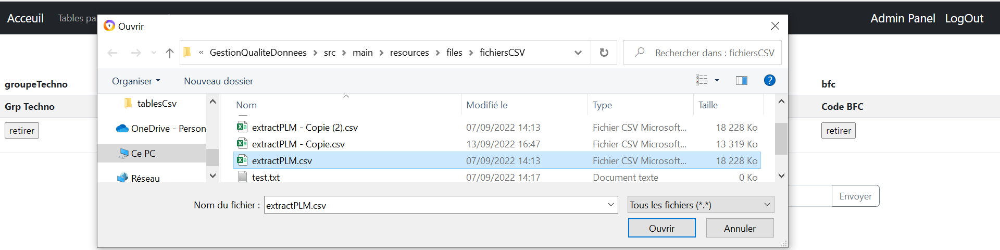 Acceuil Tables pa Admin Panel LogOut
Ouvrir
« GestionQualiteDonnees > src > main > resources > files > fichiersCSV
Rechercher dans : fichiersCSV
Organiser Nouveau dossier
groupeTechno bfc
Grp Techno Code BFC
retirer retirer
tablesCsv
OneDrive - Person
Ce PC
Réseau
Nom Modifié le Type Taille
extractPLM - Copie (2).csv 07/09/2022 14:13 Fichier CSV Microsoft... 18 228 Ko
extractPLM - Copie.csv 13/09/2022 16:47 Fichier CSV Microsoft... 13 319 Ko
extractPLM.csv 07/09/2022 14:13 Fichier CSV Microsoft... 18 228 Ko
test.txt 07/09/2022 14:17 Document texte 0 Ko
Nom du fichier : extractPLM.csv Tous les fichiers (*.*)
Envoyer
Ouvrir Annuler